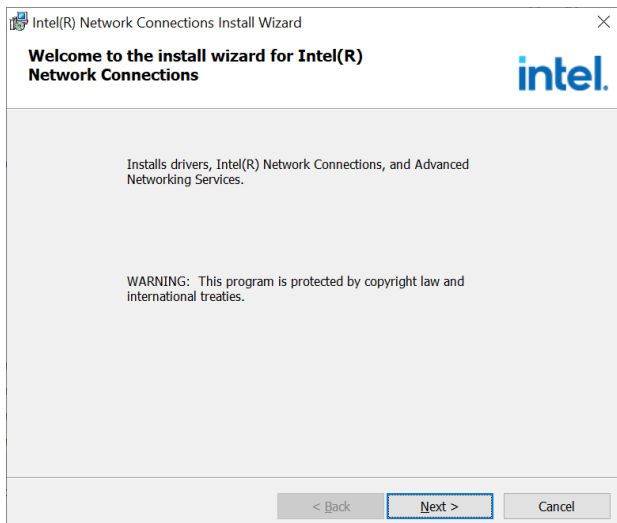 Intel(R) Network Connections Install Wizard
Welcome to the install wizard for Intel(R)
Network Connections
intel.
Installs drivers, Intel(R) Network Connections, and Advanced
Networking Services.
WARNING:  This program is protected by copyright law and
international treaties.
< Back
Next >
Cancel